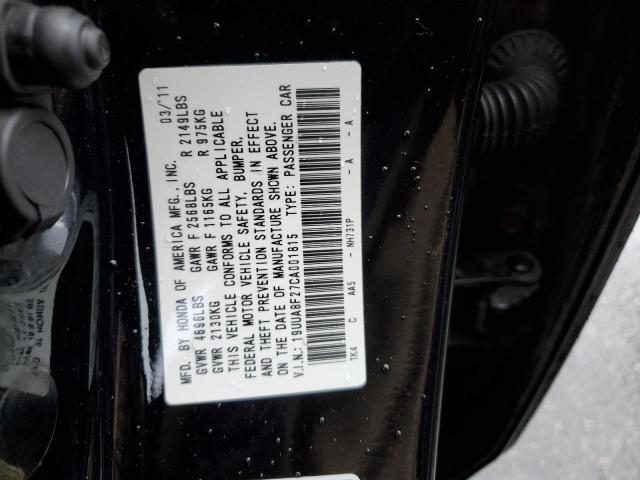 MFD. BY HONDA OF AMERICA MFG., INC. 03/11
GVWR 4696LBS GAWR F 2568LBS R 2149LBS
GVWR 2130KG GAWR F 1165KG R 975KG
THIS VEHICLE CONFORMS TO ALL APPLICABLE
FEDERAL MOTOR VEHICLE SAFETY, BUMPER,
AND THEFT PREVENTION STANDARDS IN EFFECT
ON THE DATE OF MANUFACTURE SHOWN ABOVE.
V.I.N.: 19UUA8F27CA001815 TYPE: PASSENGER CAR
TK4 C AA5 - NH731P - A - A